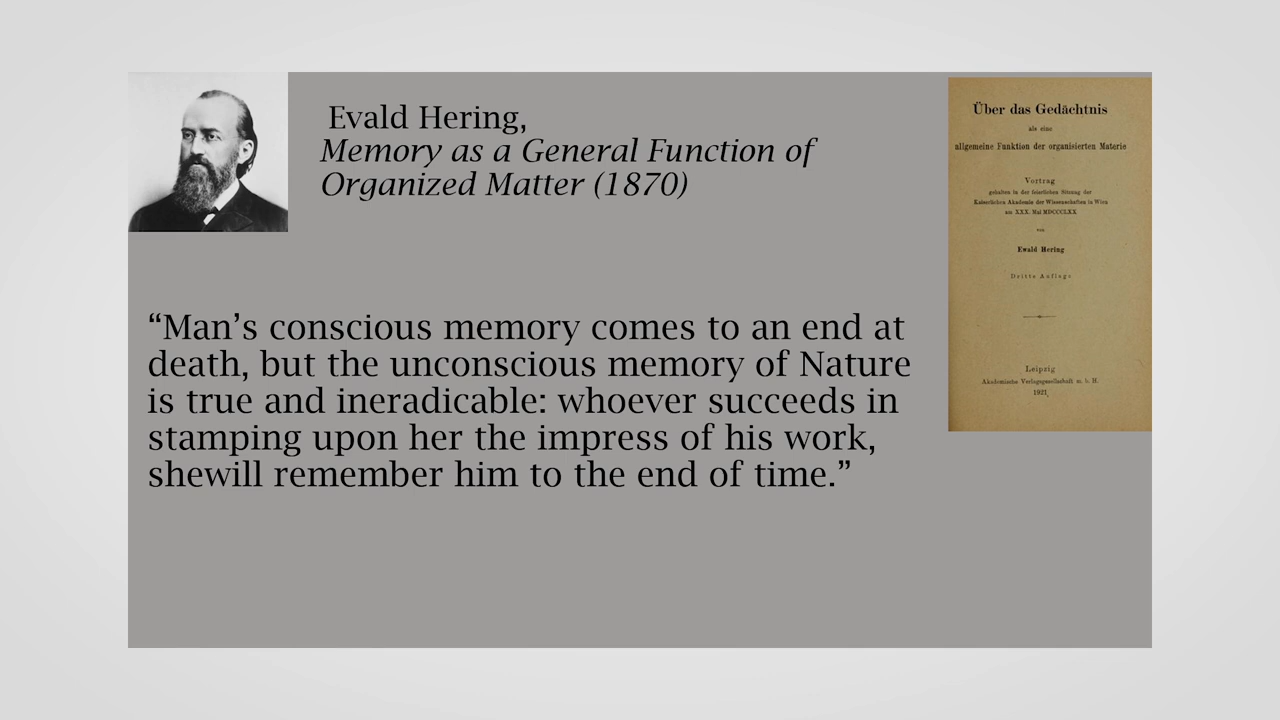 Evald Hering,
Memory as a General Function of
Organized Matter (1870)
“Man’s conscious memory comes to an end at
death, but the unconscious memory of Nature
is true and ineradicable: whoever succeeds in
stamping upon her the impress of his work,
shewill remember him to the end of time.”
Über das Gedächtnis
als eine
allgemeine Funktion der organisierten Materie
Vortrag
gehalten in der feierlichen Sitzung der
Kaiserlichen Akademie der Wissenschaften in Wien
am XXX. Mai MDCCCLXX
von
Ewald Hering
Dritte Auflage
Leipzig
Akademische Verlagsgesellschaft m. b. H.
1921